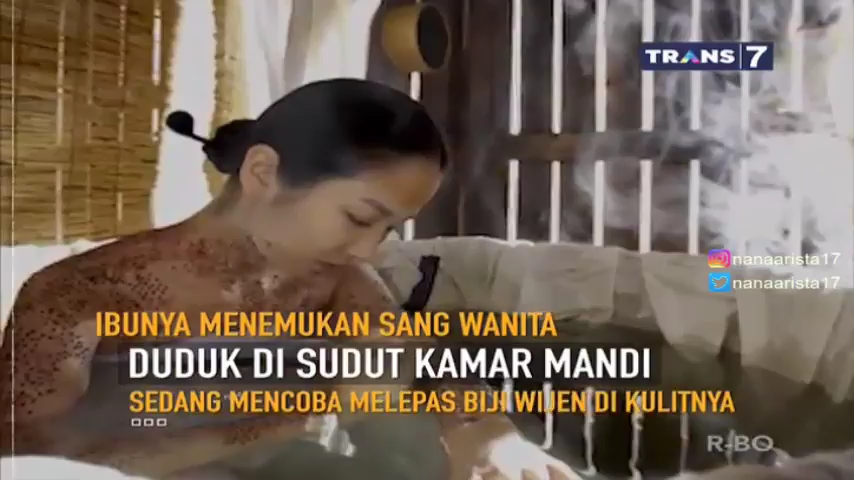 TRANS 7
nanaarista17
nanaarista17
IBUNYA MENEMUKAN SANG WANITA
DUDUK DI SUDUT KAMAR MANDI
SEDANG MENCOBA MELEPAS BIJI WIJEN DI KULITNYA
R-BO